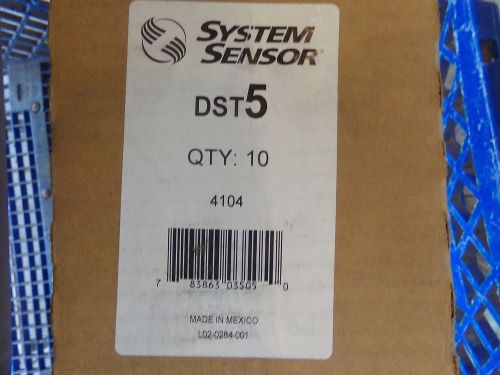 SYSTEM
SENSOR®
DST5
QTY: 10
4104
7 83863 03505 0
MADE IN MEXICO
L02-0284-001